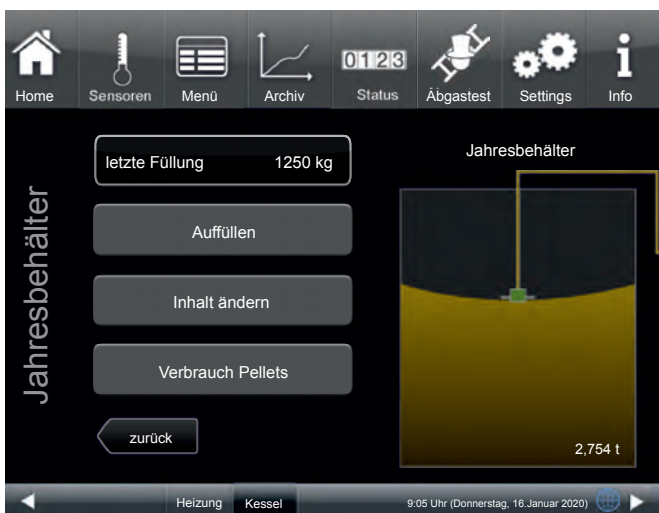 Home Sensoren Menü Archiv 0123 Status Äbgastest Settings i Info
Jahresbehälter
letzte Füllung 1250 kg
Auffüllen
Inhalt ändern
Verbrauch Pellets
zurück
Jahresbehälter
2,754 t
Heizung Kessel 9:05 Uhr (Donnerstag, 16.Januar 2020)